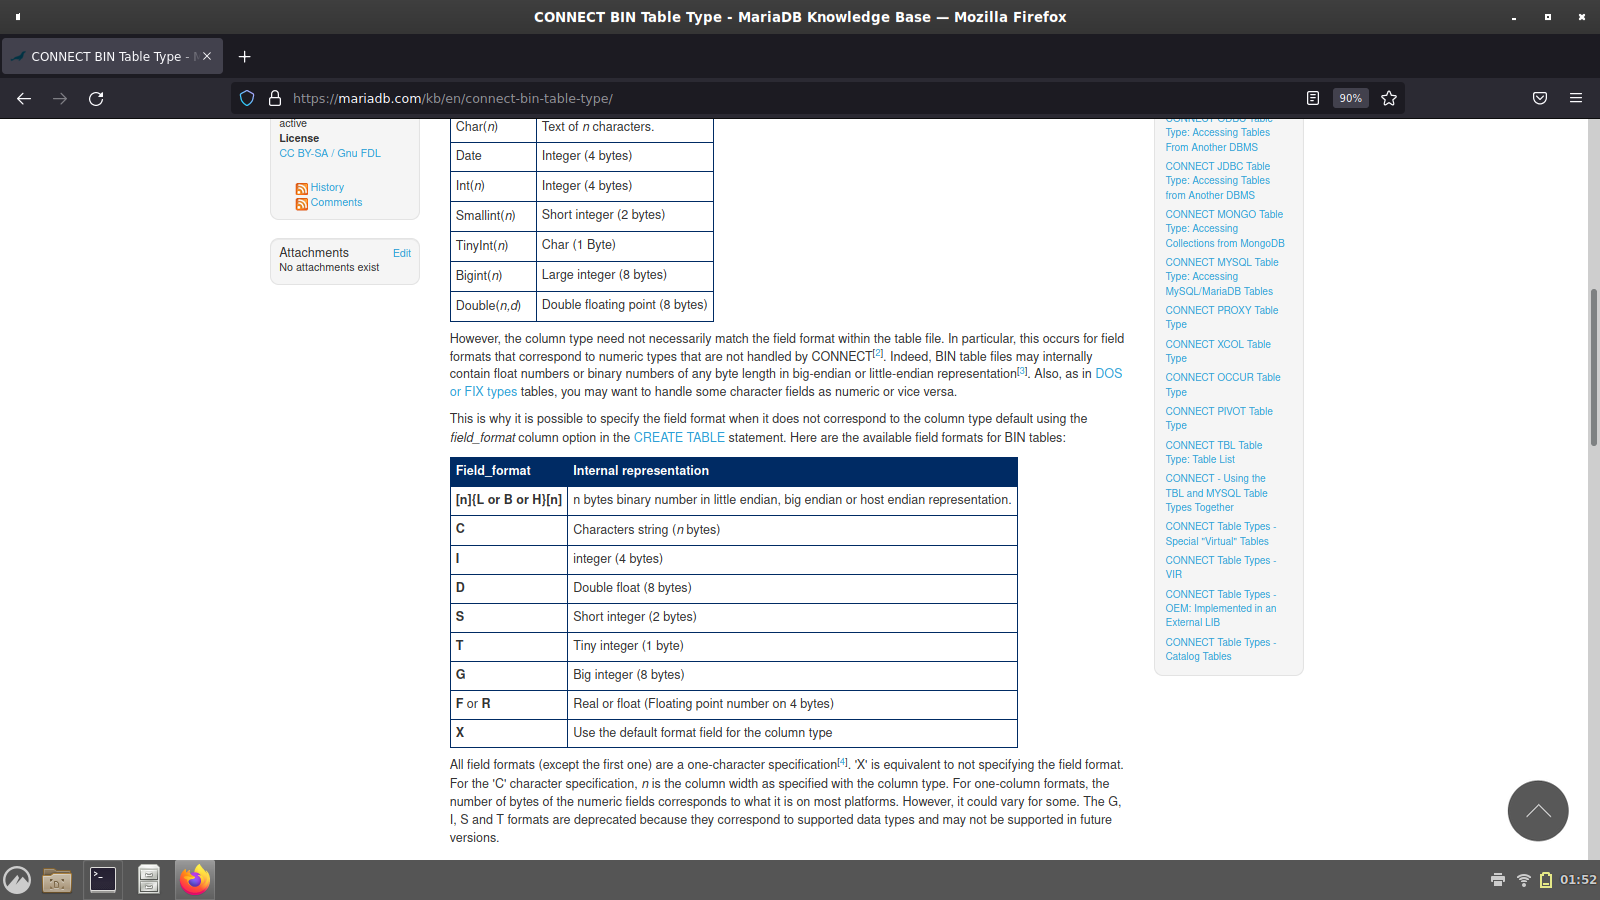 CONNECT BIN Table Type - MariaDB Knowledge Base — Mozilla Firefox
CONNECT BIN Table Type -
https://mariadb.com/kb/en/connect-bin-table-type/
90%
active
License
CC BY-SA / Gnu FDL
History
Comments
Attachments Edit
No attachments exist
Char(n) Text of n characters.
Date Integer (4 bytes)
Int(n) Integer (4 bytes)
Smallint(n) Short integer (2 bytes)
TinyInt(n) Char (1 Byte)
Bigint(n) Large integer (8 bytes)
Double(n,d) Double floating point (8 bytes)
However, the column type need not necessarily match the field format within the table file. In particular, this occurs for field
formats that correspond to numeric types that are not handled by CONNECT[2]. Indeed, BIN table files may internally
contain float numbers or binary numbers of any byte length in big-endian or little-endian representation[3]. Also, as in DOS
or FIX types tables, you may want to handle some character fields as numeric or vice versa.
This is why it is possible to specify the field format when it does not correspond to the column type default using the
field_format column option in the CREATE TABLE statement. Here are the available field formats for BIN tables:
Field_format Internal representation
[n]{L or B or H}[n] n bytes binary number in little endian, big endian or host endian representation.
C Characters string (n bytes)
I integer (4 bytes)
D Double float (8 bytes)
S Short integer (2 bytes)
T Tiny integer (1 byte)
G Big integer (8 bytes)
F or R Real or float (Floating point number on 4 bytes)
X Use the default format field for the column type
All field formats (except the first one) are a one-character specification[4]. 'X' is equivalent to not specifying the field format.
For the 'C' character specification, n is the column width as specified with the column type. For one-column formats, the
number of bytes of the numeric fields corresponds to what it is on most platforms. However, it could vary for some. The G,
I, S and T formats are deprecated because they correspond to supported data types and may not be supported in future
versions.
CONNECT ODBC Table
Type: Accessing Tables
From Another DBMS
CONNECT JDBC Table
Type: Accessing Tables
from Another DBMS
CONNECT MONGO Table
Type: Accessing
Collections from MongoDB
CONNECT MYSQL Table
Type: Accessing
MySQL/MariaDB Tables
CONNECT PROXY Table
Type
CONNECT XCOL Table
Type
CONNECT OCCUR Table
Type
CONNECT PIVOT Table
Type
CONNECT TBL Table
Type: Table List
CONNECT - Using the
TBL and MYSQL Table
Types Together
CONNECT Table Types -
Special "Virtual" Tables
CONNECT Table Types -
VIR
CONNECT Table Types -
OEM: Implemented in an
External LIB
CONNECT Table Types -
Catalog Tables
01:52